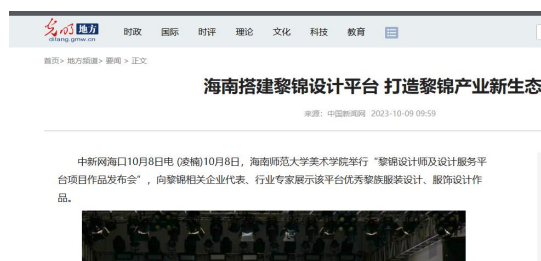 光明 地方
difang.gmw.cn
时政 国际 时评 理论 文化 科技 教育
首页> 地方频道> 要闻 > 正文
海南搭建黎锦设计平台 打造黎锦产业新生态
来源：中国新闻网 2023-10-09 09:59
中新网海口10月8日电 (凌楠)10月8日，海南师范大学美术学院举行“黎锦设计师及设计服务平
台项目作品发布会”，向黎锦相关企业代表、行业专家展示该平台优秀黎族服装设计、服饰设计作
品。